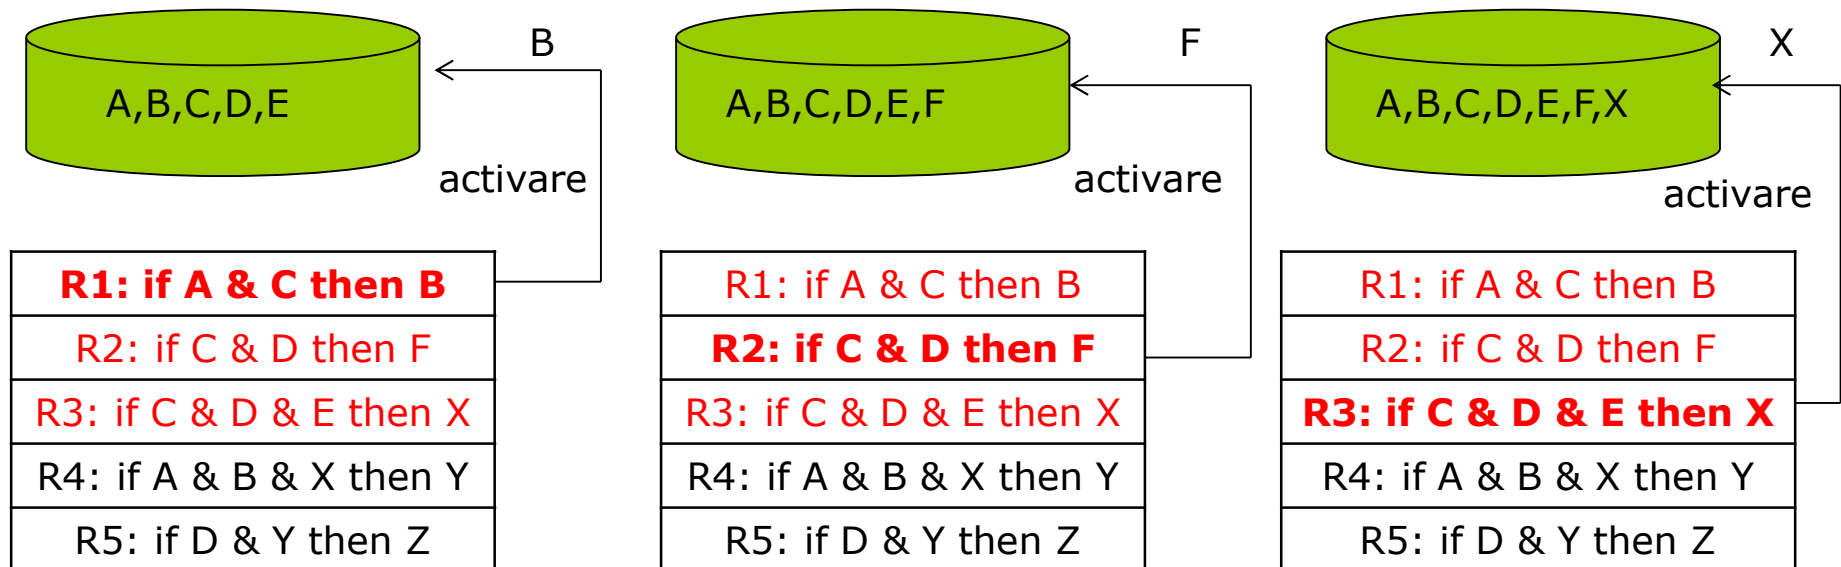 B
A,B,C,D,E
activare
R1: if A & C then B
R2: if C & D then F
R3: if C & D & E then X
R4: if A & B & X then Y
R5: if D & Y then Z
F
A,B,C,D,E,F
activare
R1: if A & C then B
R2: if C & D then F
R3: if C & D & E then X
R4: if A & B & X then Y
R5: if D & Y then Z
X
A,B,C,D,E,F,X
activare
R1: if A & C then B
R2: if C & D then F
R3: if C & D & E then X
R4: if A & B & X then Y
R5: if D & Y then Z